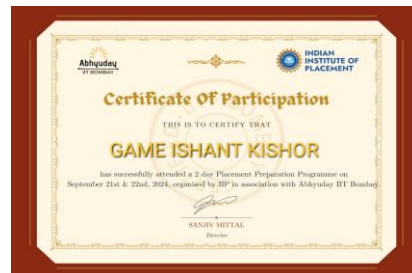 Abhyuday
IIT BOMBAY
INDIAN
INSTITUTE OF
PLACEMENT
Certificate Of Participation
THIS IS TO CERTIFY THAT
GAME ISHANT KISHOR
has successfully attended a 2 day Placement Preparation Programme on
September 21st & 22nd, 2024, organised by IIP in association with Abhyuday IIT Bombay.
SANJIV MITTAL
Director